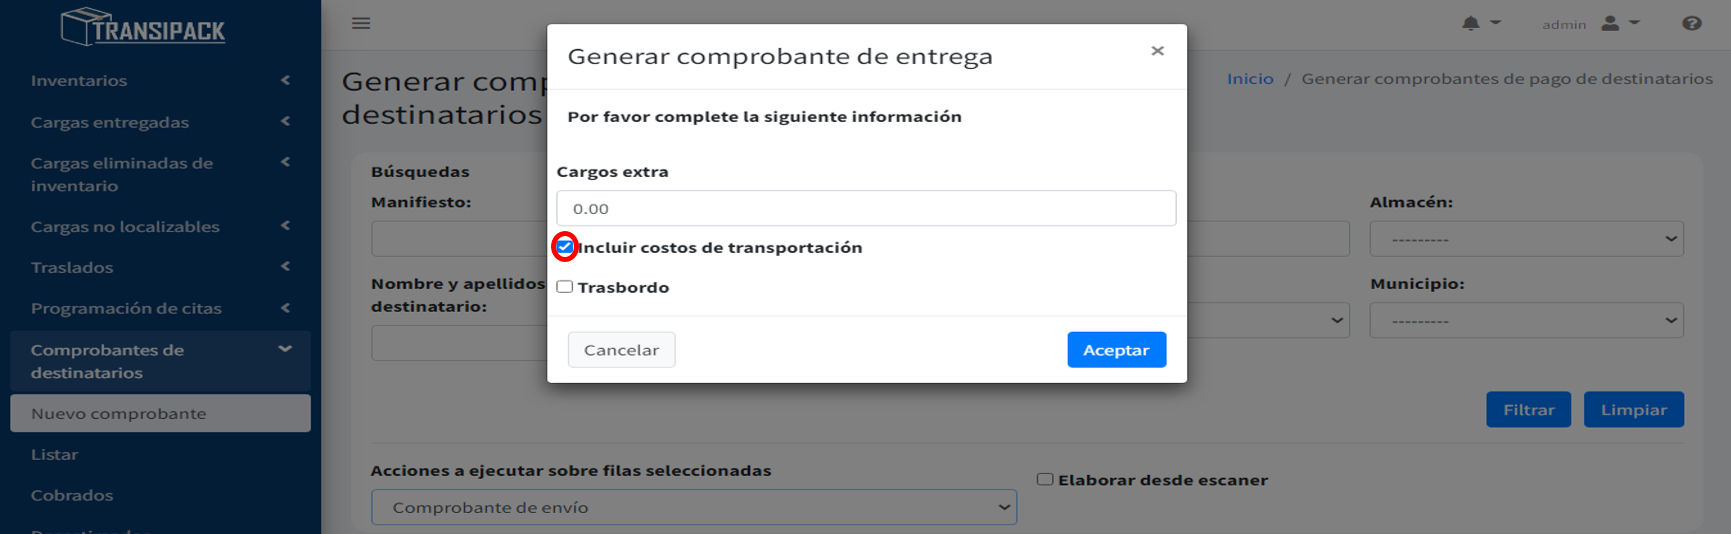 TRANSIPACK
Inventarios
Cargas entregadas
Cargas eliminadas de
inventario
Cargas no localizables
Traslados
Programación de citas
Comprobantes de
destinatarios
Nuevo comprobante
Listar
Cobrados
admin
Generar comp
destinatarios
Inicio / Generar comprobantes de pago de destinatarios
Búsquedas
Manifiesto:
Almacén:
---------
Nombre y apellidos
destinatario:
Municipio:
---------
Filtrar
Limpiar
Acciones a ejecutar sobre filas seleccionadas
Comprobante de envío
Elaborar desde escaner
Generar comprobante de entrega
×
Por favor complete la siguiente información
Cargos extra
0.00
Incluir costos de transportación
Trasbordo
Cancelar
Aceptar